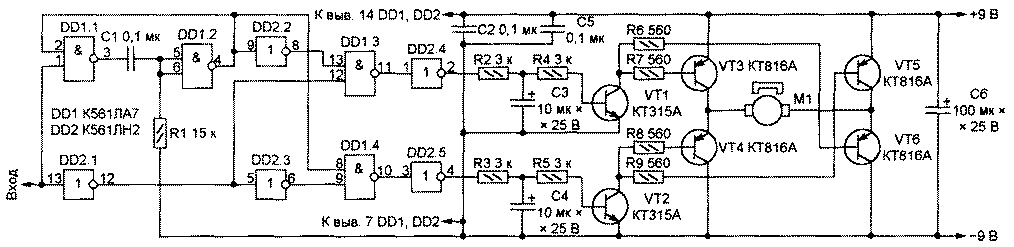 К выв. 14 DD1, DD2
+9 В
DD1.1
C1 0,1 мк
DD1.2
DD2.2
DD1.3
DD2.4
C2 0,1 мк
C5
0,1 мк
R6 560
R7 560
2
1
&
3
5
6
&
4
9
1
8
13
12
&
11
1
1
2
R2 3 к
R4 3 к
VT3 КТ816А
VT5
КТ816А
C3
10 мк ×
× 25 В
VT1
КТ315А
M1
C6
100 мк ×
× 25 В
DD1 К561ЛА7
DD2 К561ЛН2
R1 15 к
R8 560
VT4 КТ816А
VT6
КТ816А
R9 560
DD2.1
DD2.3
DD1.4
DD2.5
R3 3 к
R5 3 к
Вход
13
1
12
5
1
6
8
9
&
10
3
1
4
C4
10 мк ×
× 25 В
VT2
КТ315А
К выв. 7 DD1, DD2
−9 В